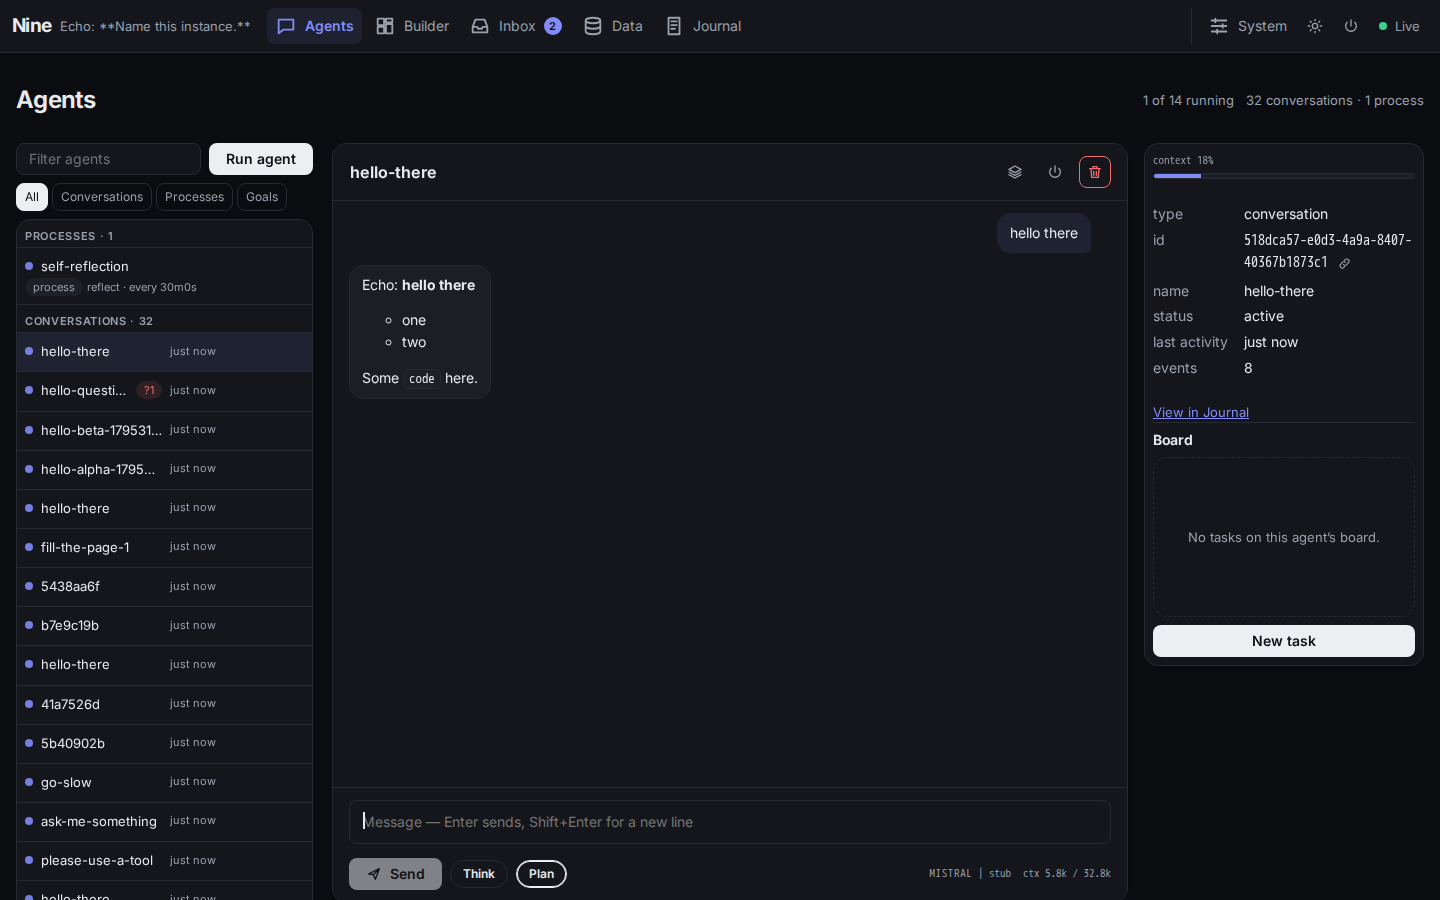 Nine Echo: **Name this instance.** Agents Builder Inbox 2 Data Journal System Live
Agents
1 of 14 running 32 conversations · 1 process
Filter agents Run agent
All Conversations Processes Goals
PROCESSES · 1
self-reflection
process reflect · every 30m0s
CONVERSATIONS · 32
hello-there just now
hello-questi... ?1 just now
hello-beta-179531... just now
hello-alpha-1795... just now
hello-there just now
fill-the-page-1 just now
5438aa6f just now
b7e9c19b just now
hello-there just now
41a7526d just now
5b40902b just now
go-slow just now
ask-me-something just now
please-use-a-tool just now
hello-there just now
hello-there
hello there
Echo: hello there
one
two
Some code here.
Message — Enter sends, Shift+Enter for a new line
Send Think Plan MISTRAL | stub ctx 5.8k / 32.8k
context 18%
type conversation
id 518dca57-e0d3-4a9a-8407-
40367b1873c1
name hello-there
status active
last activity just now
events 8
View in Journal
Board
No tasks on this agent's board.
New task